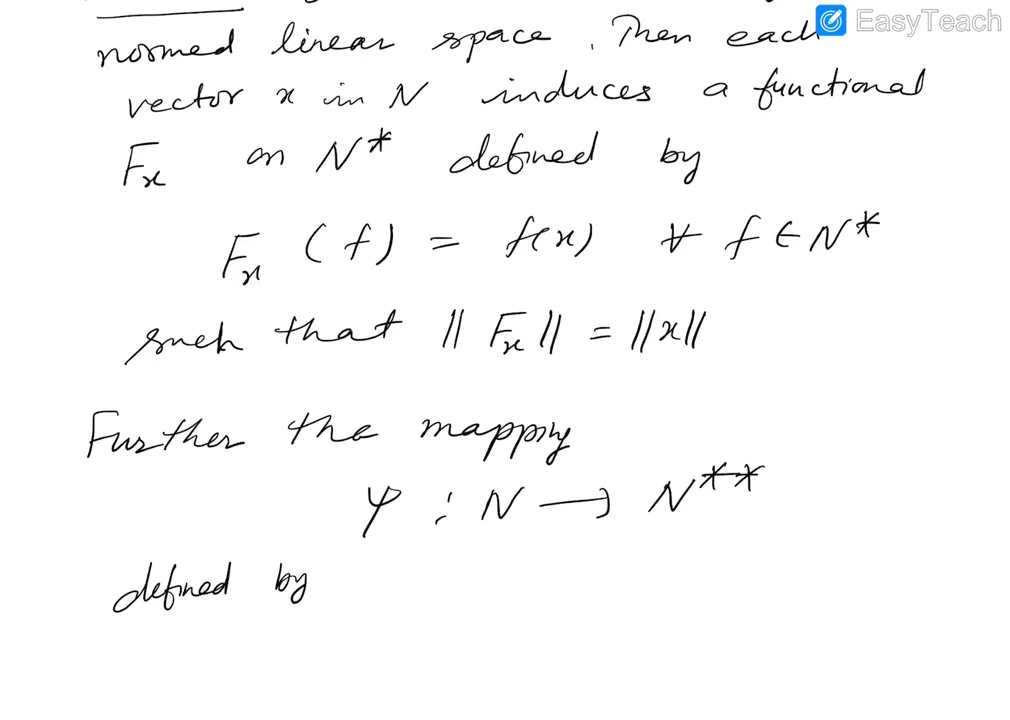 EasyTeach
normed linear space. Then each
vector x in N induces a functional
Fx on N* defined by
Fx (f) = f(x) ∀ f ∈ N*
such that || Fx || = ||x||
Further the mapping
φ : N → N**
defined by